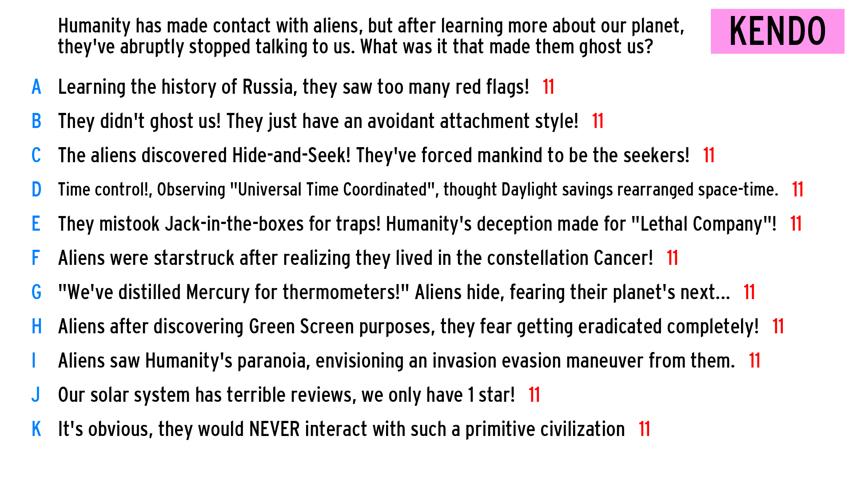 Humanity has made contact with aliens, but after learning more about our planet,
they've abruptly stopped talking to us. What was it that made them ghost us?
KENDO
A Learning the history of Russia, they saw too many red flags! 11
B They didn't ghost us! They just have an avoidant attachment style! 11
C The aliens discovered Hide-and-Seek! They've forced mankind to be the seekers! 11
D Time control!, Observing "Universal Time Coordinated", thought Daylight savings rearranged space-time. 11
E They mistook Jack-in-the-boxes for traps! Humanity's deception made for "Lethal Company"! 11
F Aliens were starstruck after realizing they lived in the constellation Cancer! 11
G "We've distilled Mercury for thermometers!" Aliens hide, fearing their planet's next... 11
H Aliens after discovering Green Screen purposes, they fear getting eradicated completely! 11
I Aliens saw Humanity's paranoia, envisioning an invasion evasion maneuver from them. 11
J Our solar system has terrible reviews, we only have 1 star! 11
K It's obvious, they would NEVER interact with such a primitive civilization 11